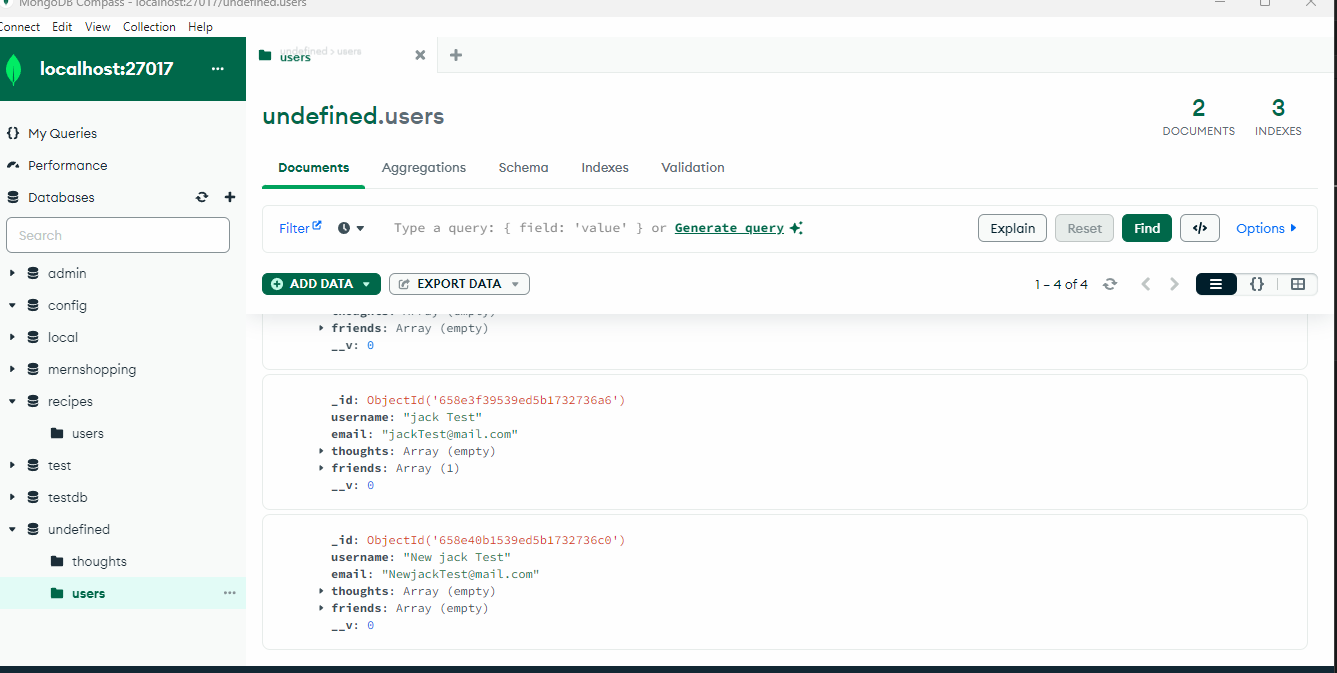 MongoDB Compass - localhost:27017/undefined.users
Connect Edit View Collection Help
localhost:27017 ...
undefined > users
users
My Queries
Performance
Databases
Search
admin
config
local
mernshopping
recipes
users
test
testdb
undefined
thoughts
users ...
undefined.users
2
DOCUMENTS
3
INDEXES
Documents Aggregations Schema Indexes Validation
Filter Type a query: { field: 'value' } or Generate query Explain Reset Find </> Options
ADD DATA EXPORT DATA 1 – 4 of 4 {}
thoughts: Array (empty)
friends: Array (empty)
__v: 0
_id: ObjectId('658e3f39539ed5b1732736a6')
username: "jack Test"
email: "jackTest@mail.com"
thoughts: Array (empty)
friends: Array (1)
__v: 0
_id: ObjectId('658e40b1539ed5b1732736c0')
username: "New jack Test"
email: "NewjackTest@mail.com"
thoughts: Array (empty)
friends: Array (empty)
__v: 0